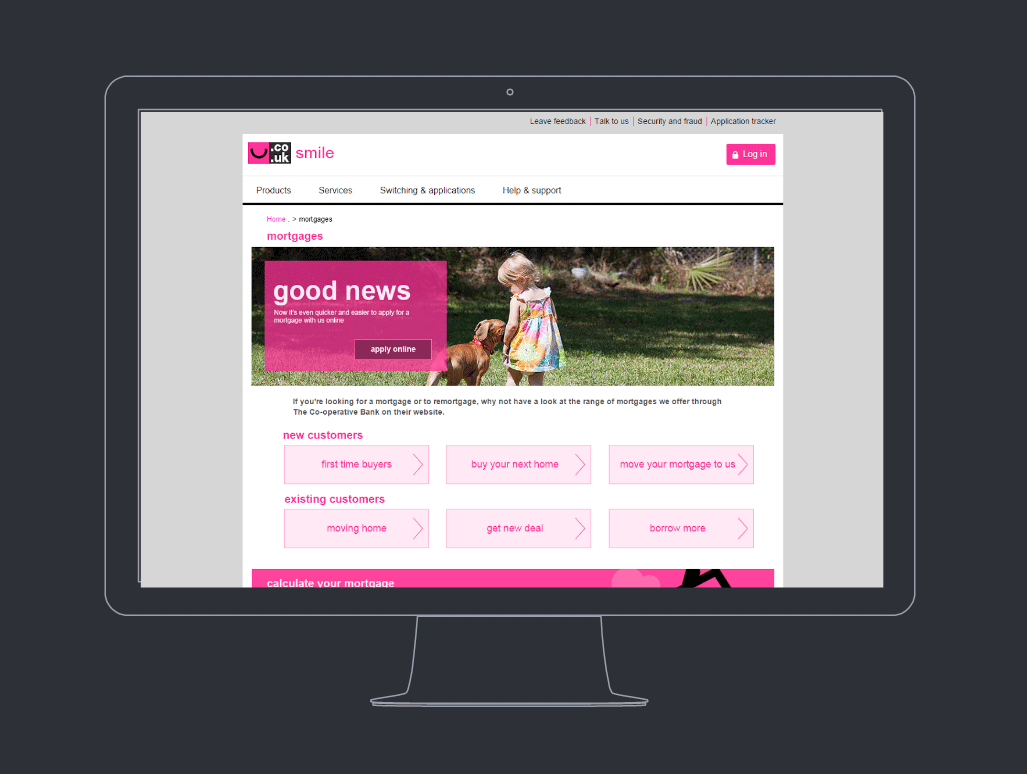 Leave feedback | Talk to us | Security and fraud | Application tracker
.co
.uk smile
Log in
Products Services Switching & applications Help & support
Home . > mortgages
mortgages
good news
Now it's even quicker and easier to apply for a
mortgage with us online
apply online
If you're looking for a mortgage or to remortgage, why not have a look at the range of mortgages we offer through
The Co-operative Bank on their website.
new customers
first time buyers buy your next home move your mortgage to us
existing customers
moving home get new deal borrow more
calculate your mortgage